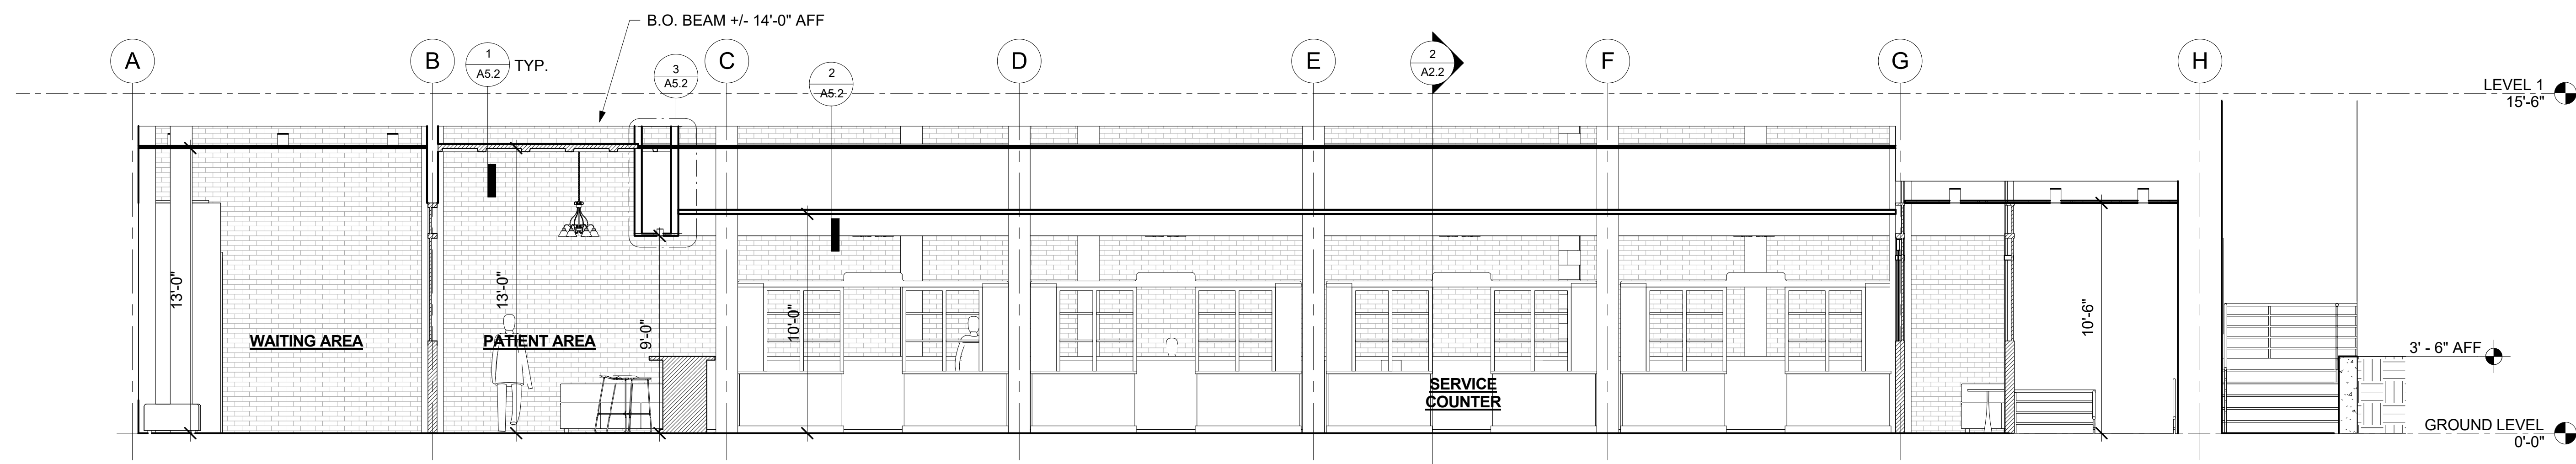 B.O. BEAM +/- 14'-0" AFF
A
B
1
A5.2
TYP.
3
A5.2
C
2
A5.2
D
E
2
A2.2
F
G
H
LEVEL 1
15'-6"
13'-0"
13'-0"
9'-0"
10'-0"
10'-6"
WAITING AREA
PATIENT AREA
3' - 6" AFF
SERVICE
COUNTER
GROUND LEVEL
0'-0"